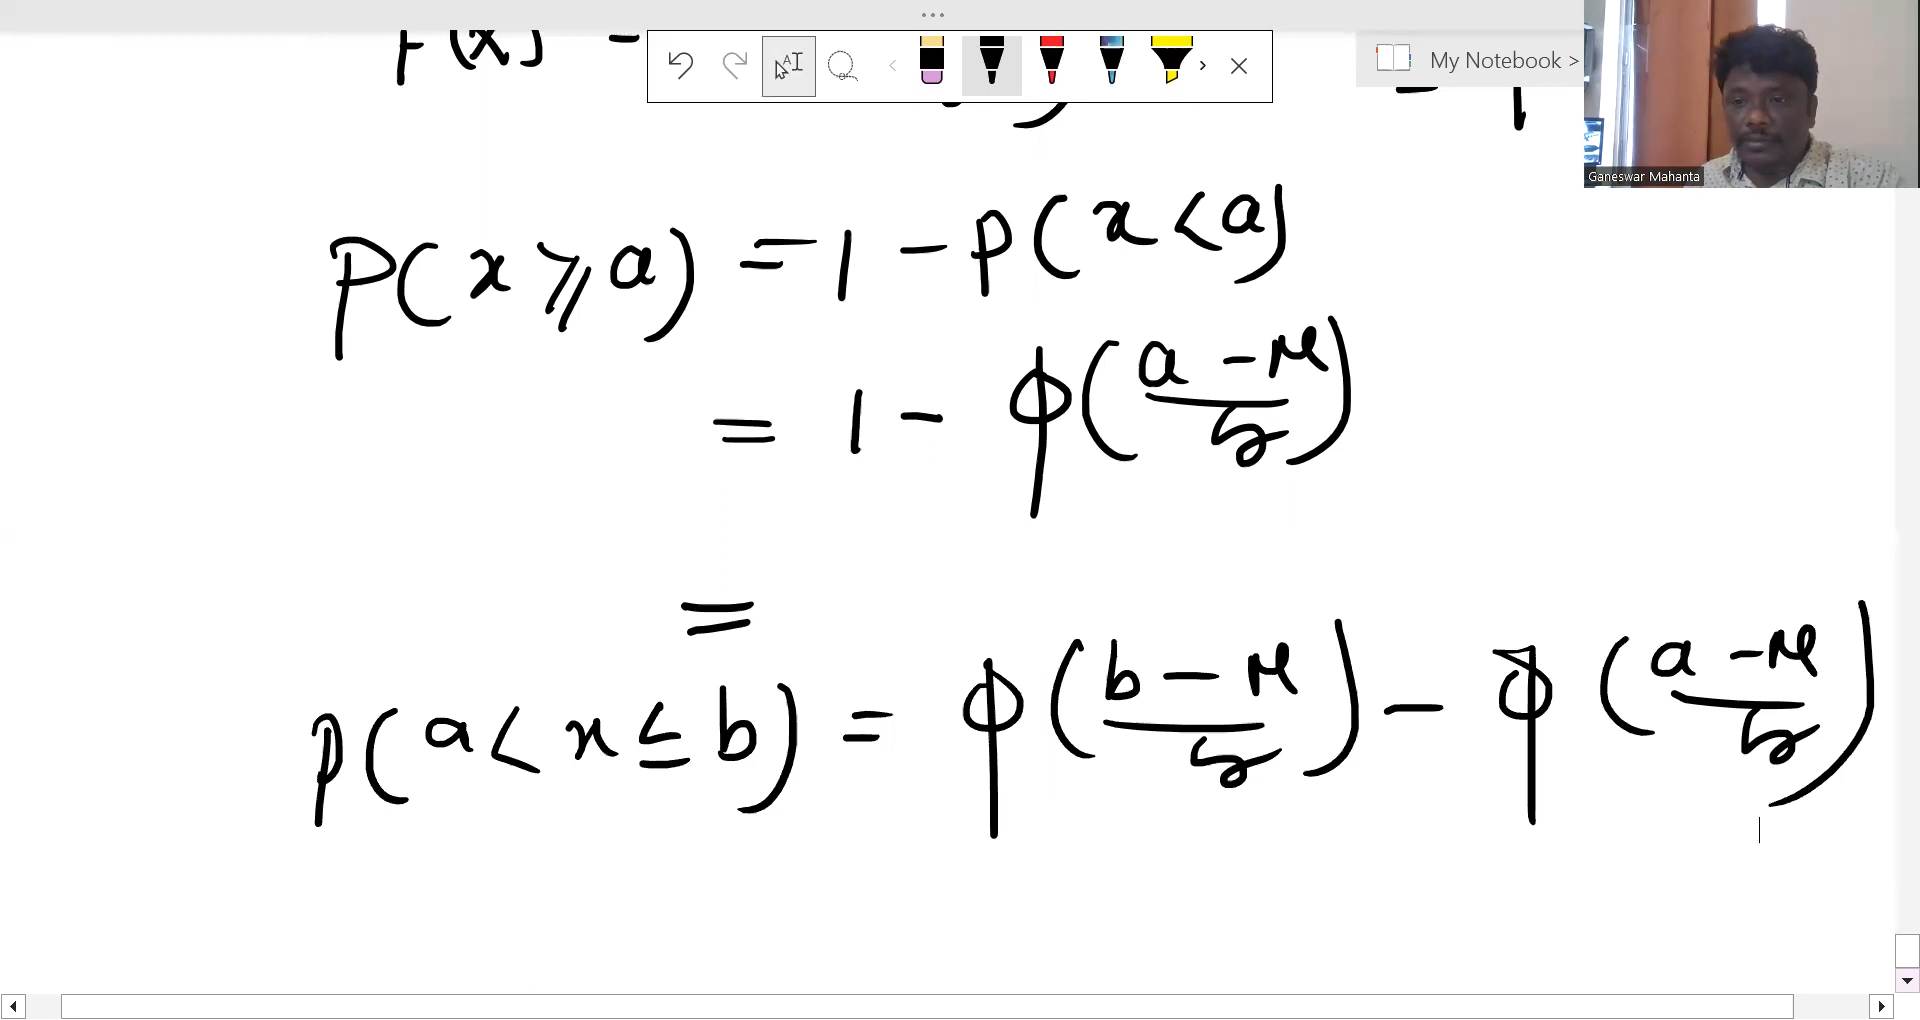 ...
F(x) =
My Notebook >
Ganeswar Mahanta
P(x ⩾ a) = 1 - P(x < a)
= 1 - ϕ((a - μ)/σ)
=
P(a < x ≤ b) = ϕ((b - μ)/σ) - ϕ((a - μ)/σ)